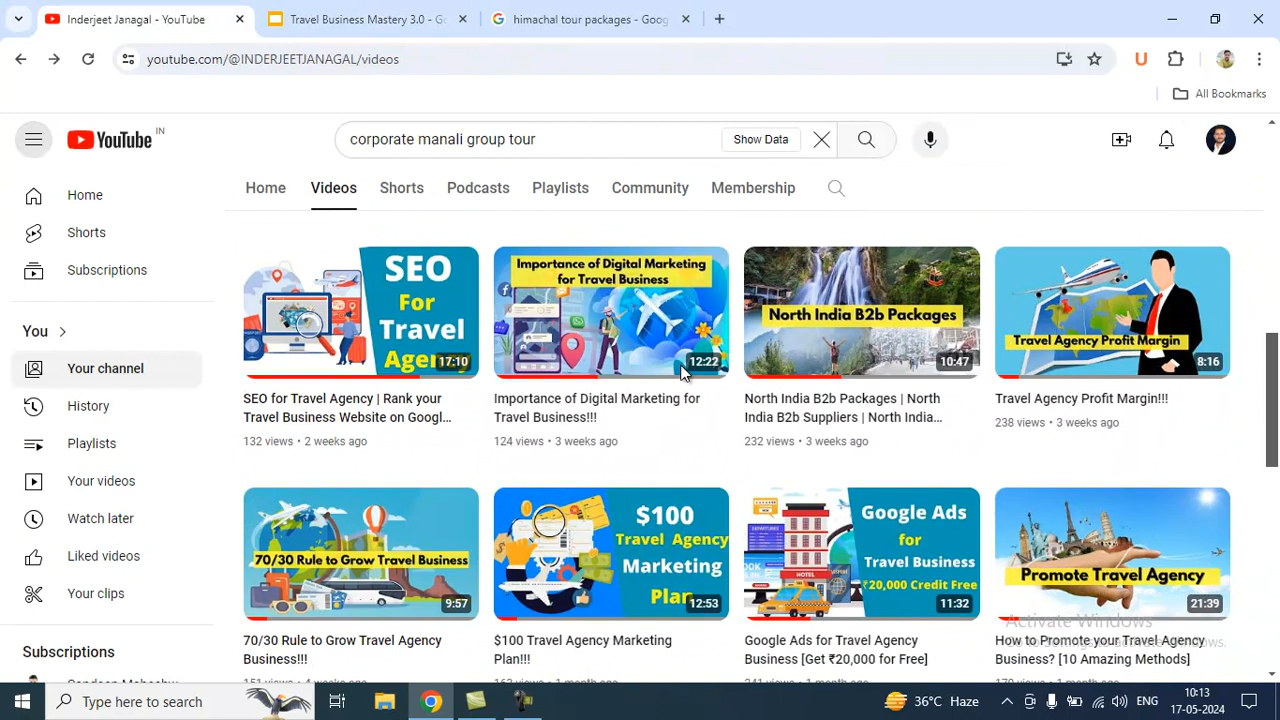 Inderjeet Janagal - YouTube
Travel Business Mastery 3.0 - Go
himachal tour packages - Goog
youtube.com/@INDERJEETJANAGAL/videos
U
All Bookmarks
YouTube IN
corporate manali group tour
Show Data
Home Videos Shorts Podcasts Playlists Community Membership
Home
Shorts
Subscriptions
You
Your channel
History
Playlists
Your videos
Watch later
Liked videos
Your clips
Subscriptions
SEO
For
Travel
Agen
17:10
SEO for Travel Agency | Rank your
Travel Business Website on Googl...
132 views • 2 weeks ago
Importance of Digital Marketing
for Travel Business
12:22
Importance of Digital Marketing for
Travel Business!!!
124 views • 3 weeks ago
North India B2b Packages
10:47
North India B2b Packages | North
India B2b Suppliers | North India...
232 views • 3 weeks ago
Travel Agency Profit Margin
8:16
Travel Agency Profit Margin!!!
238 views • 3 weeks ago
70/30 Rule to Grow Travel Business
9:57
70/30 Rule to Grow Travel Agency
Business!!!
$100
Travel Agency
Marketing
Plan
12:53
$100 Travel Agency Marketing
Plan!!!
HOTEL
Google Ads
for
Travel Business
₹20,000 Credit Free
11:32
Google Ads for Travel Agency
Business [Get ₹20,000 for Free]
Promote Travel Agency
21:39
How to Promote your Travel Agency
Business? [10 Amazing Methods]
Activate Windows
Type here to search
36°C Haze
ENG
10:13
17-05-2024